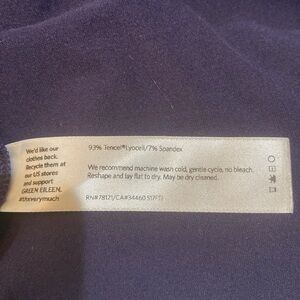 We'd like our
clothes back.
Recycle them at
our US stores
and support
GREEN EILEEN.
#thxverymuch
93% Tencel®Lyocell/7% Spandex
We recommend machine wash cold, gentle cycle, no bleach.
Reshape and lay flat to dry. May be dry cleaned.
RN#78171/CA#34460